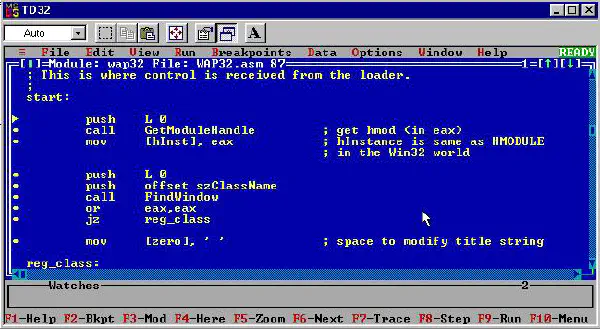 TD32
Auto
≡ File Edit View Run Breakpoints Data Options Window Help READY
[■]=Module: wap32 File: WAP32.asm 87 1=[↑][↓]
; This is where control is received from the loader.
;
start:
push L 0
call GetModuleHandle ; get hmod (in eax)
mov [hInst], eax ; hInstance is same as HMODULE
; in the Win32 world
push L 0
push offset szClassName
call FindWindow
or eax,eax
jz reg_class
mov [zero], ' ' ; space to modify title string
reg_class:
Watches 2
F1-Help F2-Bkpt F3-Mod F4-Here F5-Zoom F6-Next F7-Trace F8-Step F9-Run F10-Menu